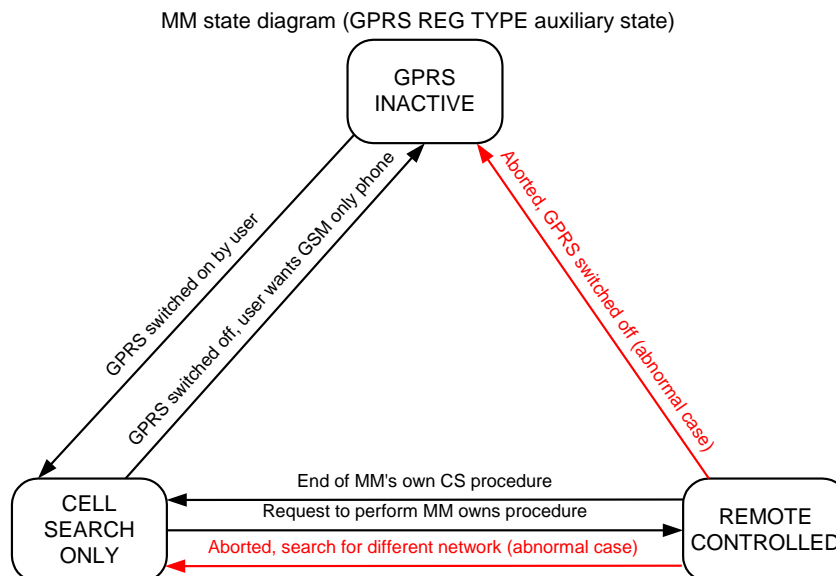 MM state diagram (GPRS REG TYPE auxiliary state)
GPRS
INACTIVE
GPRS switched on by user
GPRS switched off, user wants GSM only phone
Aborted, GPRS switched off (abnormal case)
CELL
SEARCH
ONLY
End of MM's own CS procedure
Request to perform MM owns procedure
Aborted, search for different network (abnormal case)
REMOTE
CONTROLLED